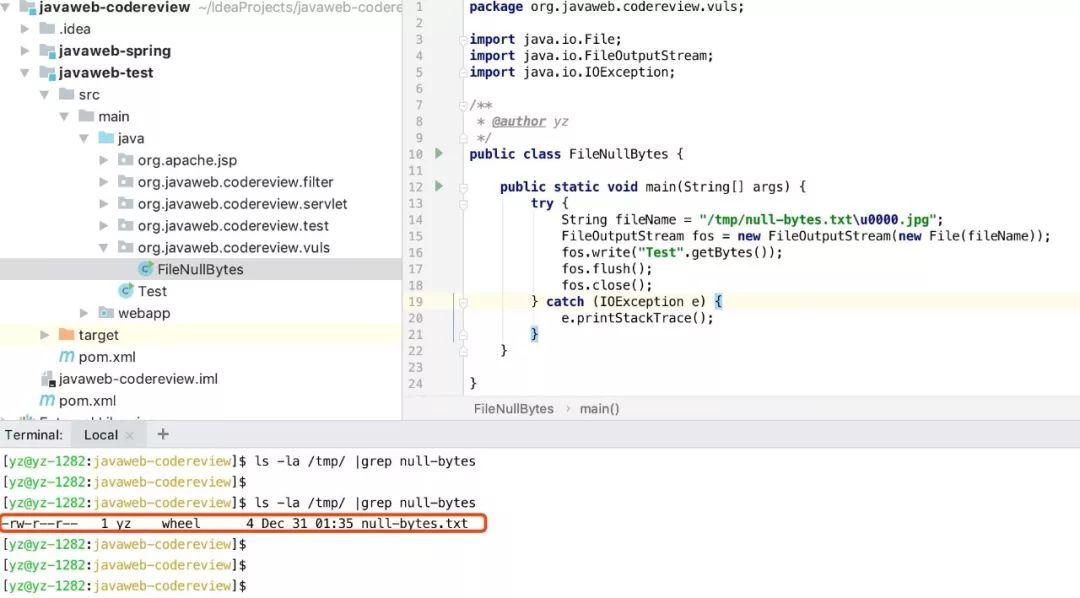 javaweb-codereview ~/IdeaProjects/javaweb-codere
.idea
javaweb-spring
javaweb-test
src
main
java
org.apache.jsp
org.javaweb.codereview.filter
org.javaweb.codereview.servlet
org.javaweb.codereview.test
org.javaweb.codereview.vuls
FileNullBytes
Test
webapp
target
pom.xml
javaweb-codereview.iml
pom.xml
1 package org.javaweb.codereview.vuls;
2
3 import java.io.File;
4 import java.io.FileOutputStream;
5 import java.io.IOException;
6
7 /**
8 * @author yz
9 */
10 public class FileNullBytes {
11
12 public static void main(String[] args) {
13 try {
14 String fileName = "/tmp/null-bytes.txt\u0000.jpg";
15 FileOutputStream fos = new FileOutputStream(new File(fileName));
16 fos.write("Test".getBytes());
17 fos.flush();
18 fos.close();
19 } catch (IOException e) {
20 e.printStackTrace();
21 }
22 }
23
24 }
FileNullBytes › main()
Terminal: Local × +
[yz@yz-1282:javaweb-codereview]$ ls -la /tmp/ |grep null-bytes
[yz@yz-1282:javaweb-codereview]$
[yz@yz-1282:javaweb-codereview]$ ls -la /tmp/ |grep null-bytes
-rw-r--r-- 1 yz wheel 4 Dec 31 01:35 null-bytes.txt
[yz@yz-1282:javaweb-codereview]$
[yz@yz-1282:javaweb-codereview]$
[yz@yz-1282:javaweb-codereview]$